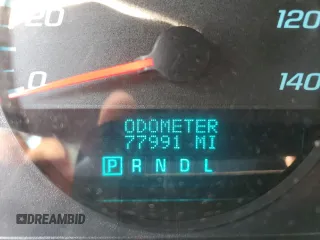 20 120
0 140
ODOMETER
77991 MI
P R N D L
DREAMBID